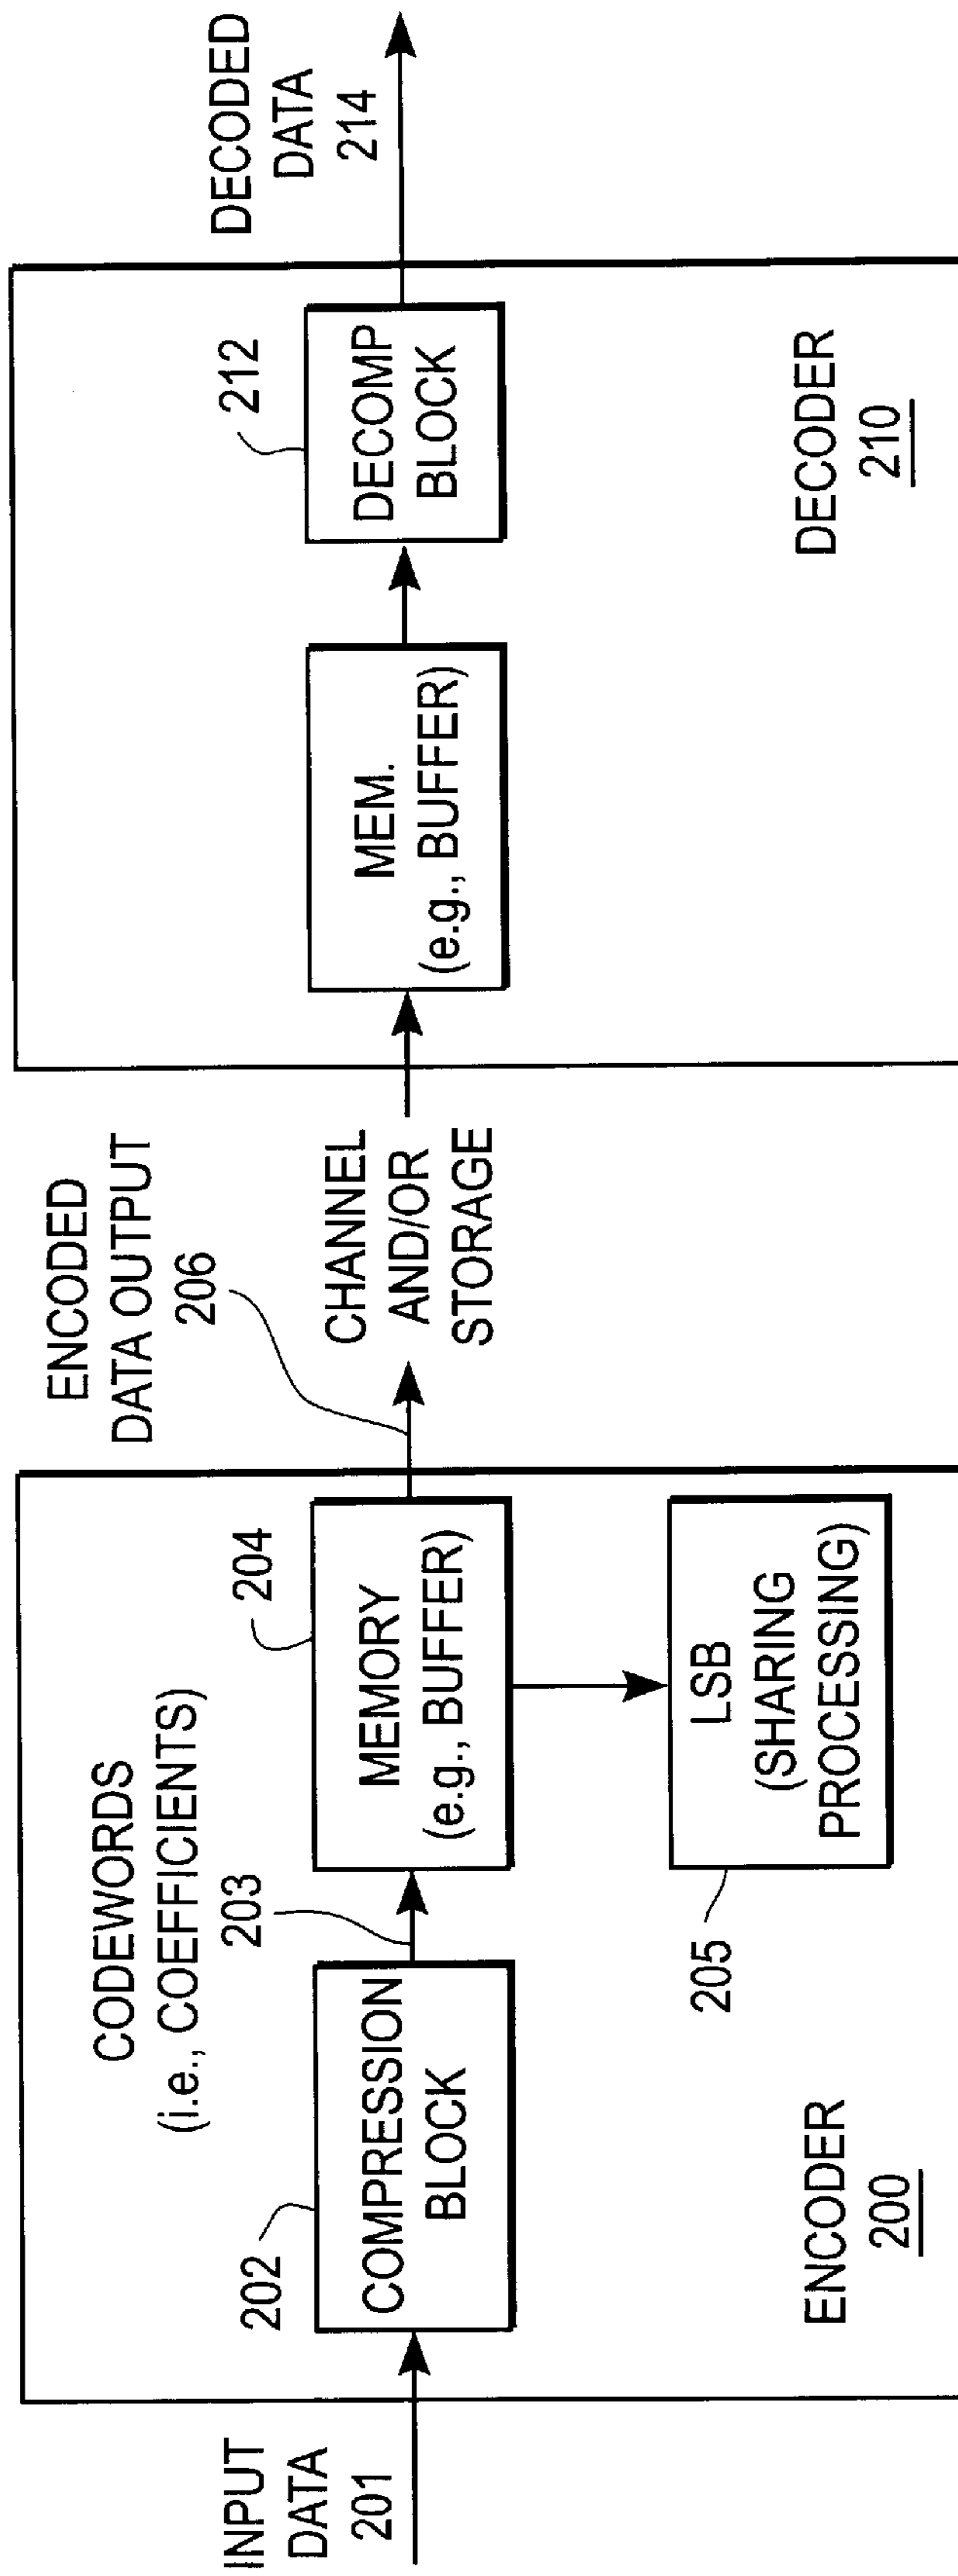 INPUT
DATA
201
CODEWORDS
(i.e., COEFFICIENTS)
203
202
COMPRESSION
BLOCK
204
MEMORY
(e.g., BUFFER)
205
LSB
(SHARING
PROCESSING)
ENCODER
200
ENCODED
DATA OUTPUT
206
CHANNEL
AND/OR
STORAGE
MEM.
(e.g., BUFFER)
212
DECOMP
BLOCK
DECODER
210
DECODED
DATA
214